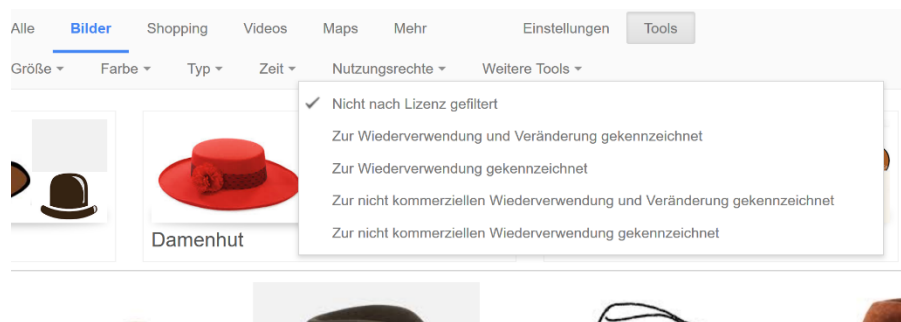 Alle Bilder Shopping Videos Maps Mehr Einstellungen Tools
Größe Farbe Typ Zeit Nutzungsrechte Weitere Tools
Nicht nach Lizenz gefiltert
Zur Wiederverwendung und Veränderung gekennzeichnet
Zur Wiederverwendung gekennzeichnet
Zur nicht kommerziellen Wiederverwendung und Veränderung gekennzeichnet
Zur nicht kommerziellen Wiederverwendung gekennzeichnet
Damenhut